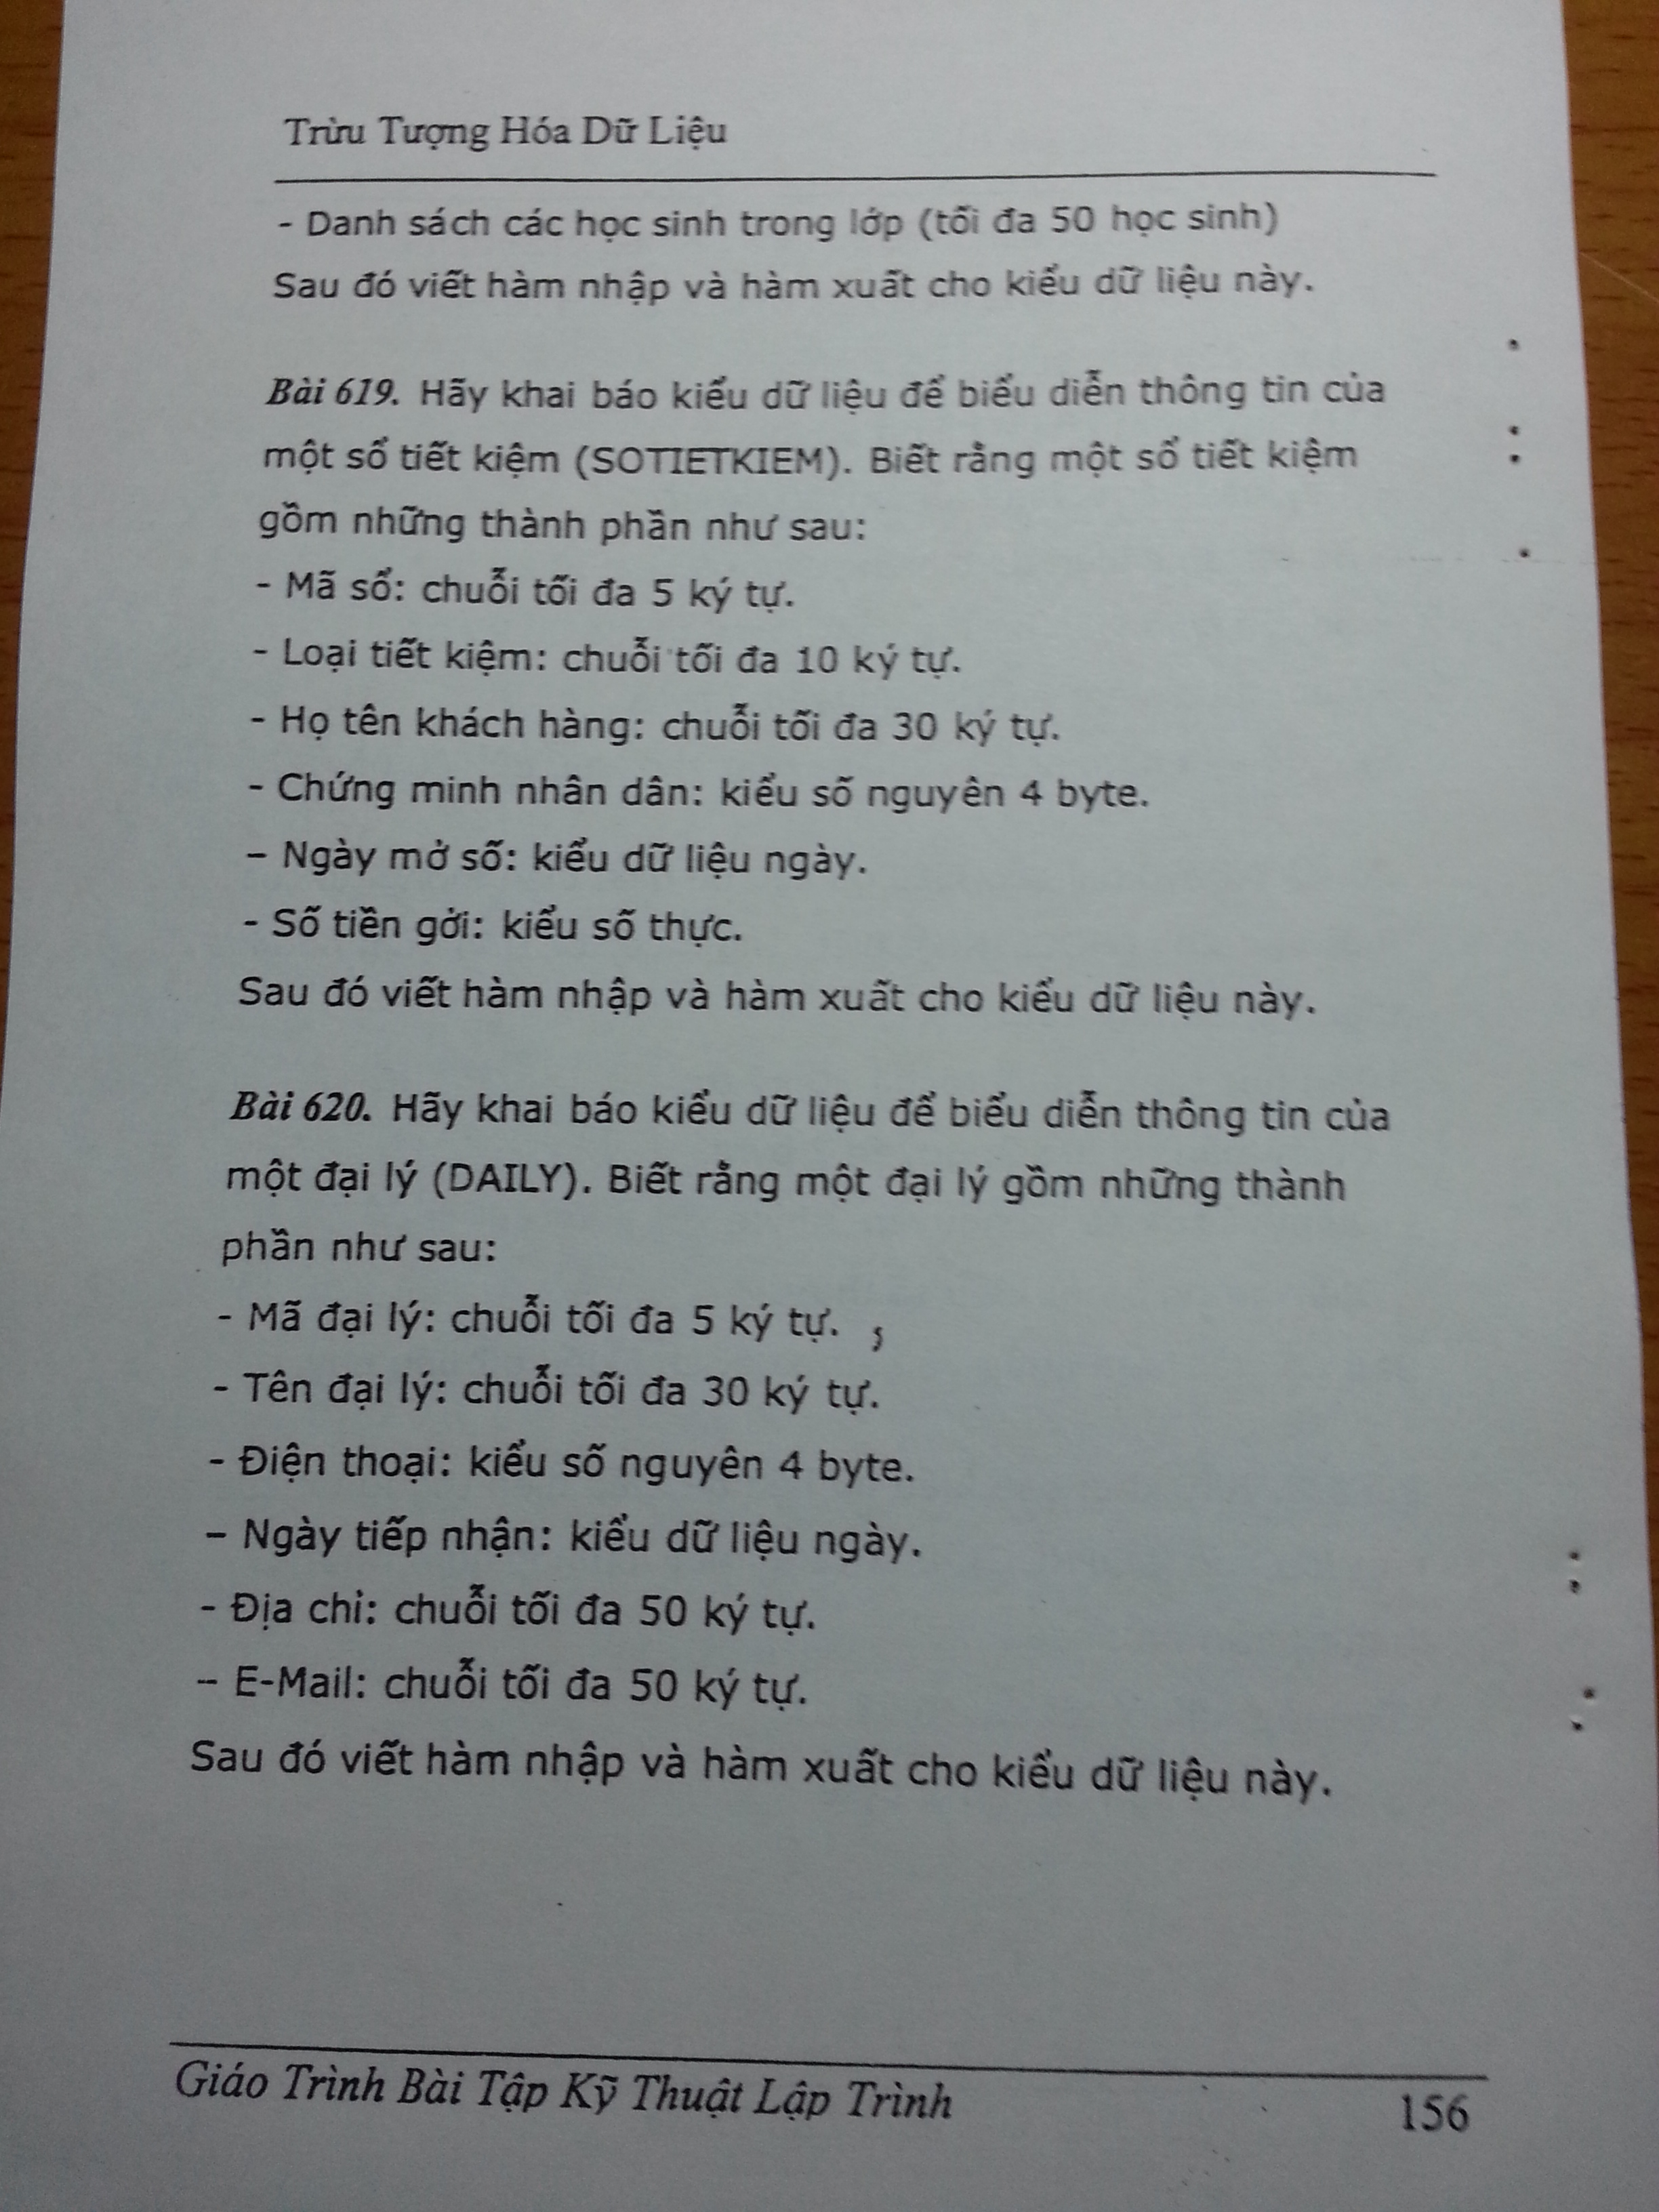 Trừu Tượng Hóa Dữ Liệu
- Danh sách các học sinh trong lớp (tối đa 50 học sinh)
Sau đó viết hàm nhập và hàm xuất cho kiểu dữ liệu này.
Bài 619. Hãy khai báo kiểu dữ liệu để biểu diễn thông tin của
một sổ tiết kiệm (SOTIETKIEM). Biết rằng một sổ tiết kiệm
gồm những thành phần như sau:
- Mã sổ: chuỗi tối đa 5 ký tự.
- Loại tiết kiệm: chuỗi tối đa 10 ký tự.
- Họ tên khách hàng: chuỗi tối đa 30 ký tự.
- Chứng minh nhân dân: kiểu số nguyên 4 byte.
– Ngày mở số: kiểu dữ liệu ngày.
- Số tiền gởi: kiểu số thực.
Sau đó viết hàm nhập và hàm xuất cho kiểu dữ liệu này.
Bài 620. Hãy khai báo kiểu dữ liệu để biểu diễn thông tin của
một đại lý (DAILY). Biết rằng một đại lý gồm những thành
phần như sau:
- Mã đại lý: chuỗi tối đa 5 ký tự.
- Tên đại lý: chuỗi tối đa 30 ký tự.
- Điện thoại: kiểu số nguyên 4 byte.
– Ngày tiếp nhận: kiểu dữ liệu ngày.
- Địa chỉ: chuỗi tối đa 50 ký tự.
– E-Mail: chuỗi tối đa 50 ký tự.
Sau đó viết hàm nhập và hàm xuất cho kiểu dữ liệu này.
Giáo Trình Bài Tập Kỹ Thuật Lập Trình 156